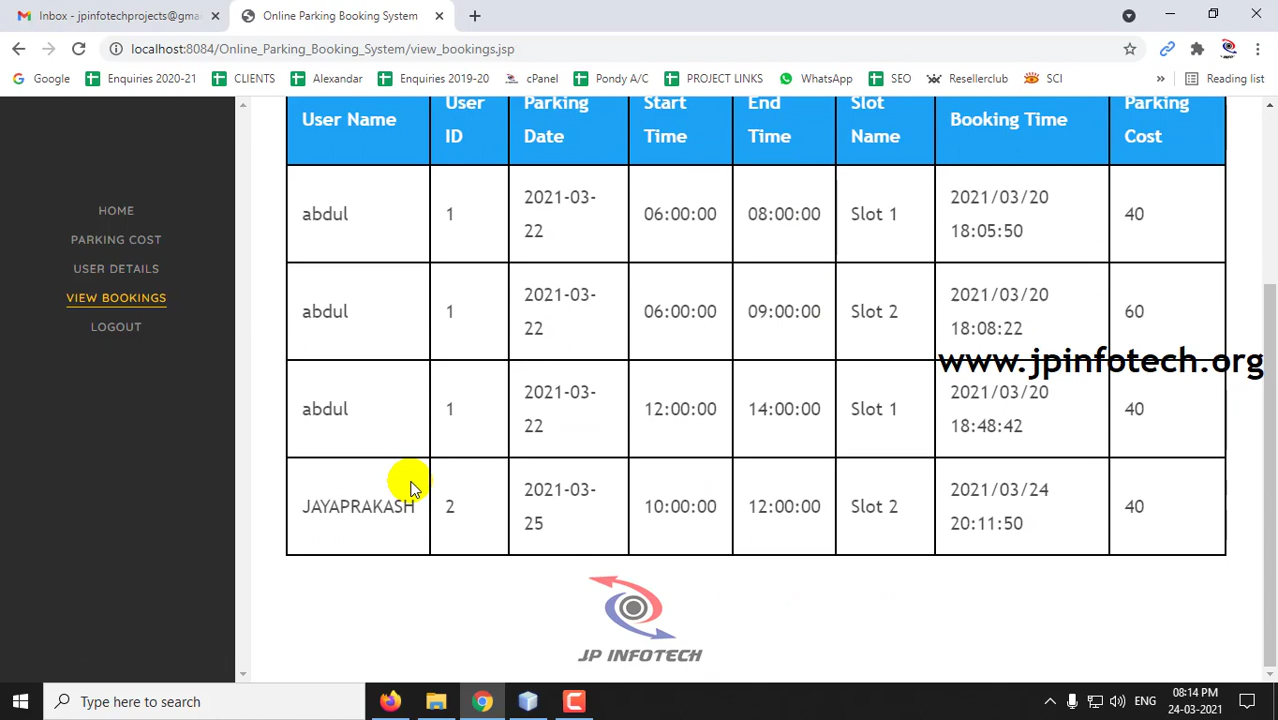 Inbox - jpinfotechprojects@gma
Online Parking Booking System
localhost:8084/Online_Parking_Booking_System/view_bookings.jsp
Google
Enquiries 2020-21
CLIENTS
Alexandar
Enquiries 2019-20
cPanel
Pondy A/C
PROJECT LINKS
WhatsApp
SEO
Resellerclub
SCI
»
Reading list
HOME
PARKING COST
USER DETAILS
VIEW BOOKINGS
LOGOUT
User Name
User
ID
Parking
Date
Start
Time
End
Time
Slot
Name
Booking Time
Parking
Cost
abdul
1
2021-03-
22
06:00:00
08:00:00
Slot 1
2021/03/20
18:05:50
40
abdul
1
2021-03-
22
06:00:00
09:00:00
Slot 2
2021/03/20
18:08:22
60
www.jpinfotech.org
abdul
1
2021-03-
22
12:00:00
14:00:00
Slot 1
2021/03/20
18:48:42
40
JAYAPRAKASH
2
2021-03-
25
10:00:00
12:00:00
Slot 2
2021/03/24
20:11:50
40
JP INFOTECH
Type here to search
ENG
08:14 PM
24-03-2021